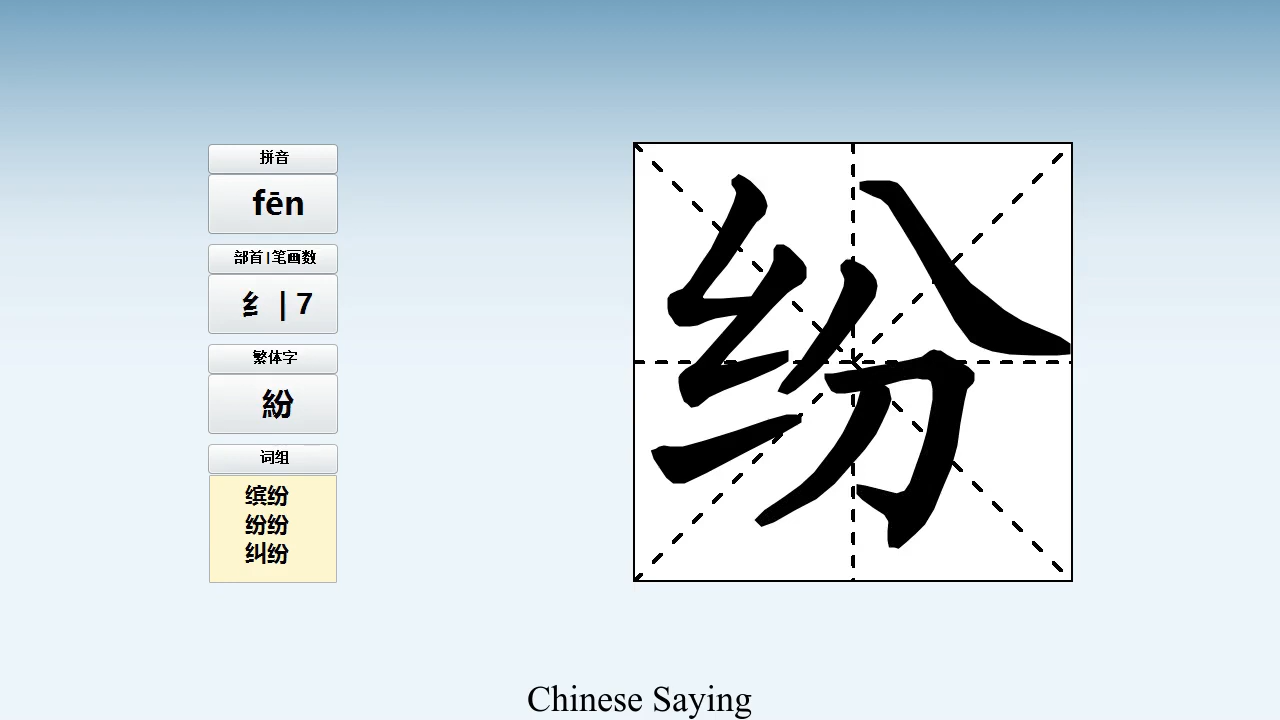 拼音
fēn
部首|笔画数
纟 | 7
繁体字
紛
词组
缤纷
纷纷
纠纷
纷
Chinese Saying